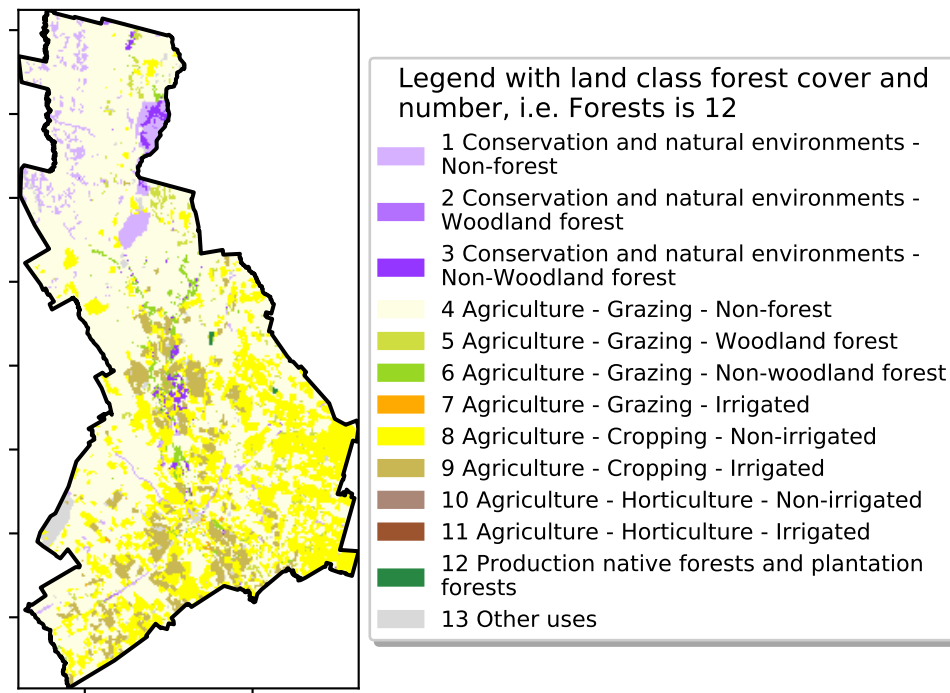 Legend with land class forest cover and
number, i.e. Forests is 12
1 Conservation and natural environments -
Non-forest
2 Conservation and natural environments -
Woodland forest
3 Conservation and natural environments -
Non-Woodland forest
4 Agriculture - Grazing - Non-forest
5 Agriculture - Grazing - Woodland forest
6 Agriculture - Grazing - Non-woodland forest
7 Agriculture - Grazing - Irrigated
8 Agriculture - Cropping - Non-irrigated
9 Agriculture - Cropping - Irrigated
10 Agriculture - Horticulture - Non-irrigated
11 Agriculture - Horticulture - Irrigated
12 Production native forests and plantation
forests
13 Other uses